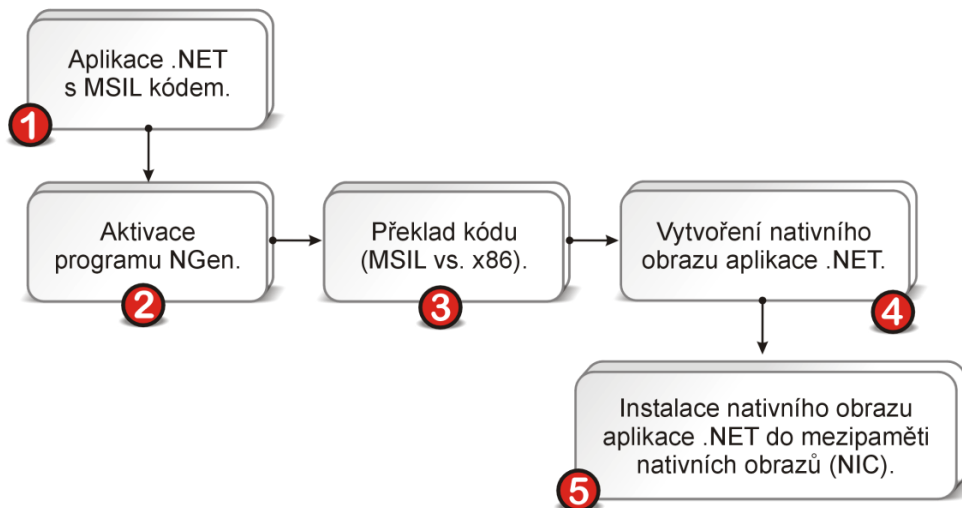 Aplikace .NET
s MSIL kódem.
1
Aktivace
programu NGen.
2
Překlad kódu
(MSIL vs. x86).
3
Vytvoření nativního
obrazu aplikace .NET.
4
Instalace nativního obrazu
aplikace .NET do mezipaměti
nativních obrazů (NIC).
5